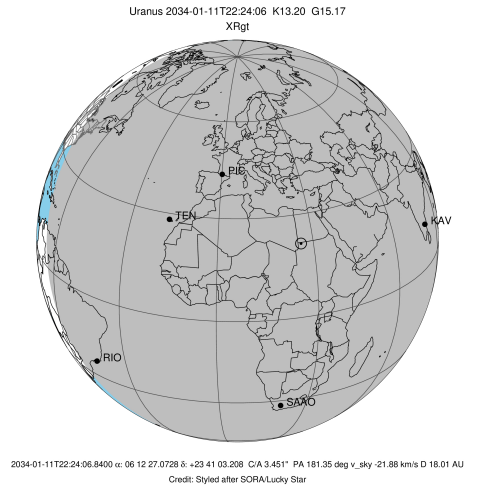 Uranus 2034-01-11T22:24:06 K13.20 G15.17
XRgt
PIC
TEN
KAV
RIO
SAAO
2034-01-11T22:24:06.8400 α: 06 12 27.0728 δ: +23 41 03.208 C/A 3.451" PA 181.35 deg v_sky -21.88 km/s D 18.01 AU
Credit: Styled after SORA/Lucky Star